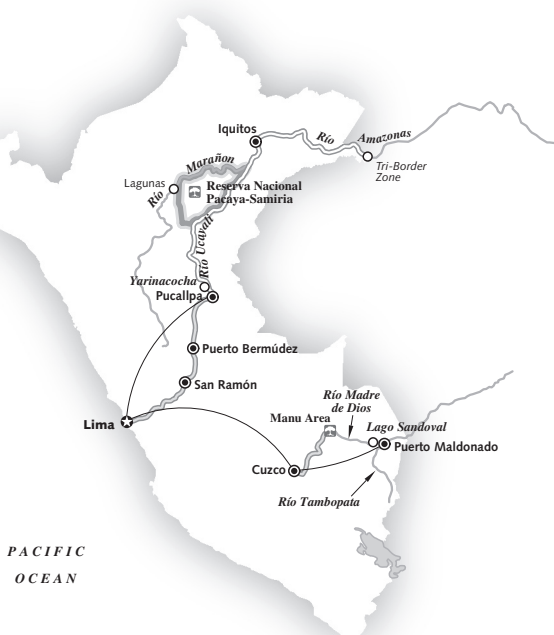 Iquitos
Río Amazonas
Tri-Border
Zone
Marañon
Río
Lagunas
Reserva Nacional
Pacaya-Samiria
Río Ucayali
Yarinacocha
Pucallpa
Puerto Bermúdez
San Ramón
Lima
Río Madre
de Dios
Manu Area
Lago Sandoval
Puerto Maldonado
Cuzco
Río Tambopata
PACIFIC
OCEAN